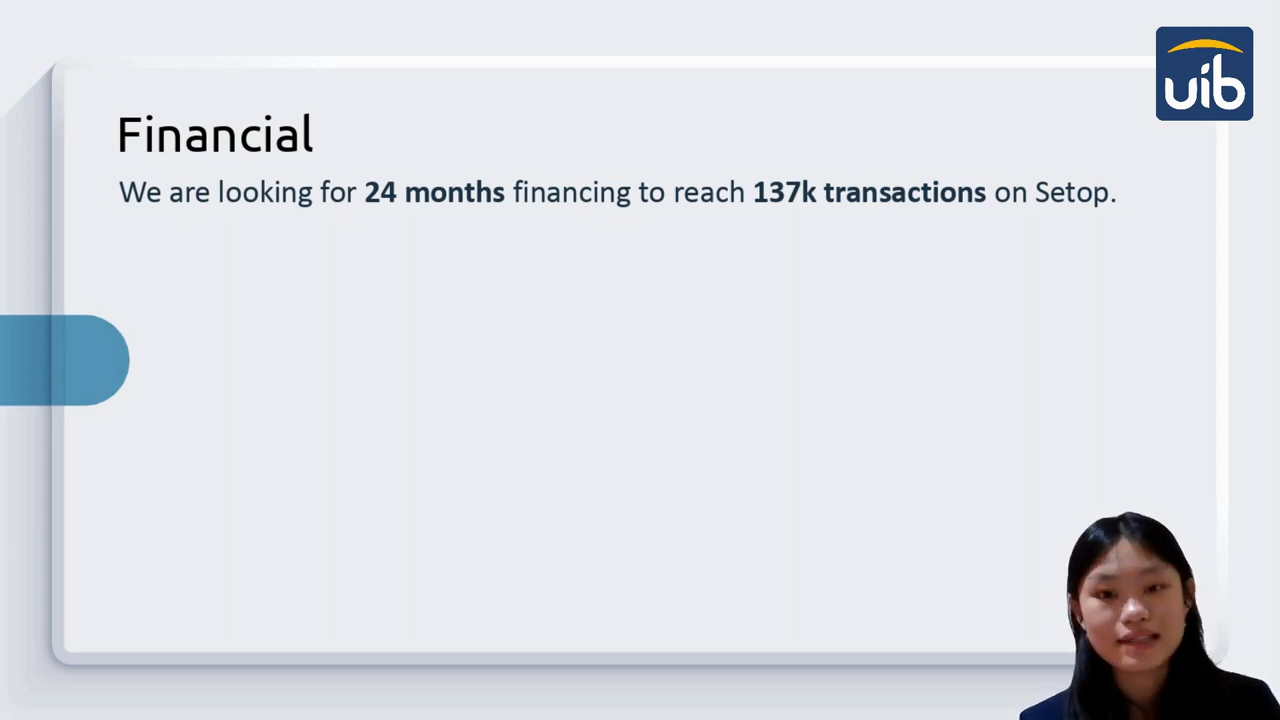 uib
Financial
We are looking for 24 months financing to reach 137k transactions on Setop.